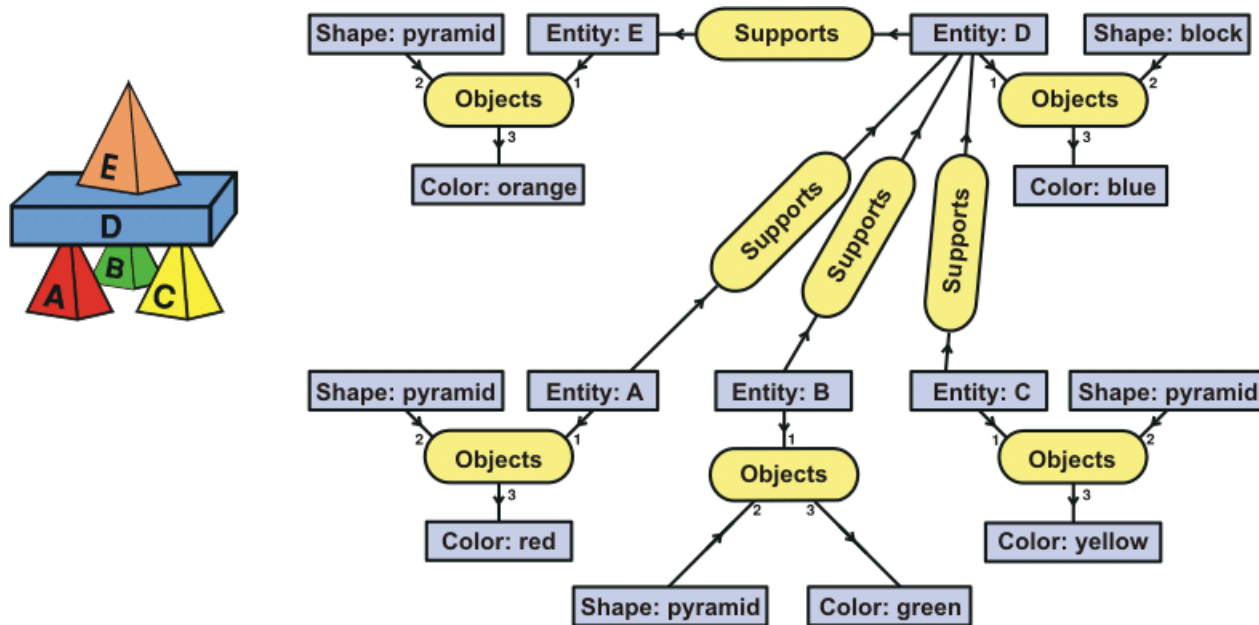 E
D
B
A
C
Shape: pyramid
Entity: E
Supports
Entity: D
Shape: block
2
1
1
2
Objects
Objects
3
3
Color: orange
Color: blue
Supports
Supports
Supports
Shape: pyramid
Entity: A
Entity: B
Entity: C
Shape: pyramid
2
1
1
1
2
Objects
Objects
Objects
3
2
3
3
Color: red
Color: yellow
Shape: pyramid
Color: green